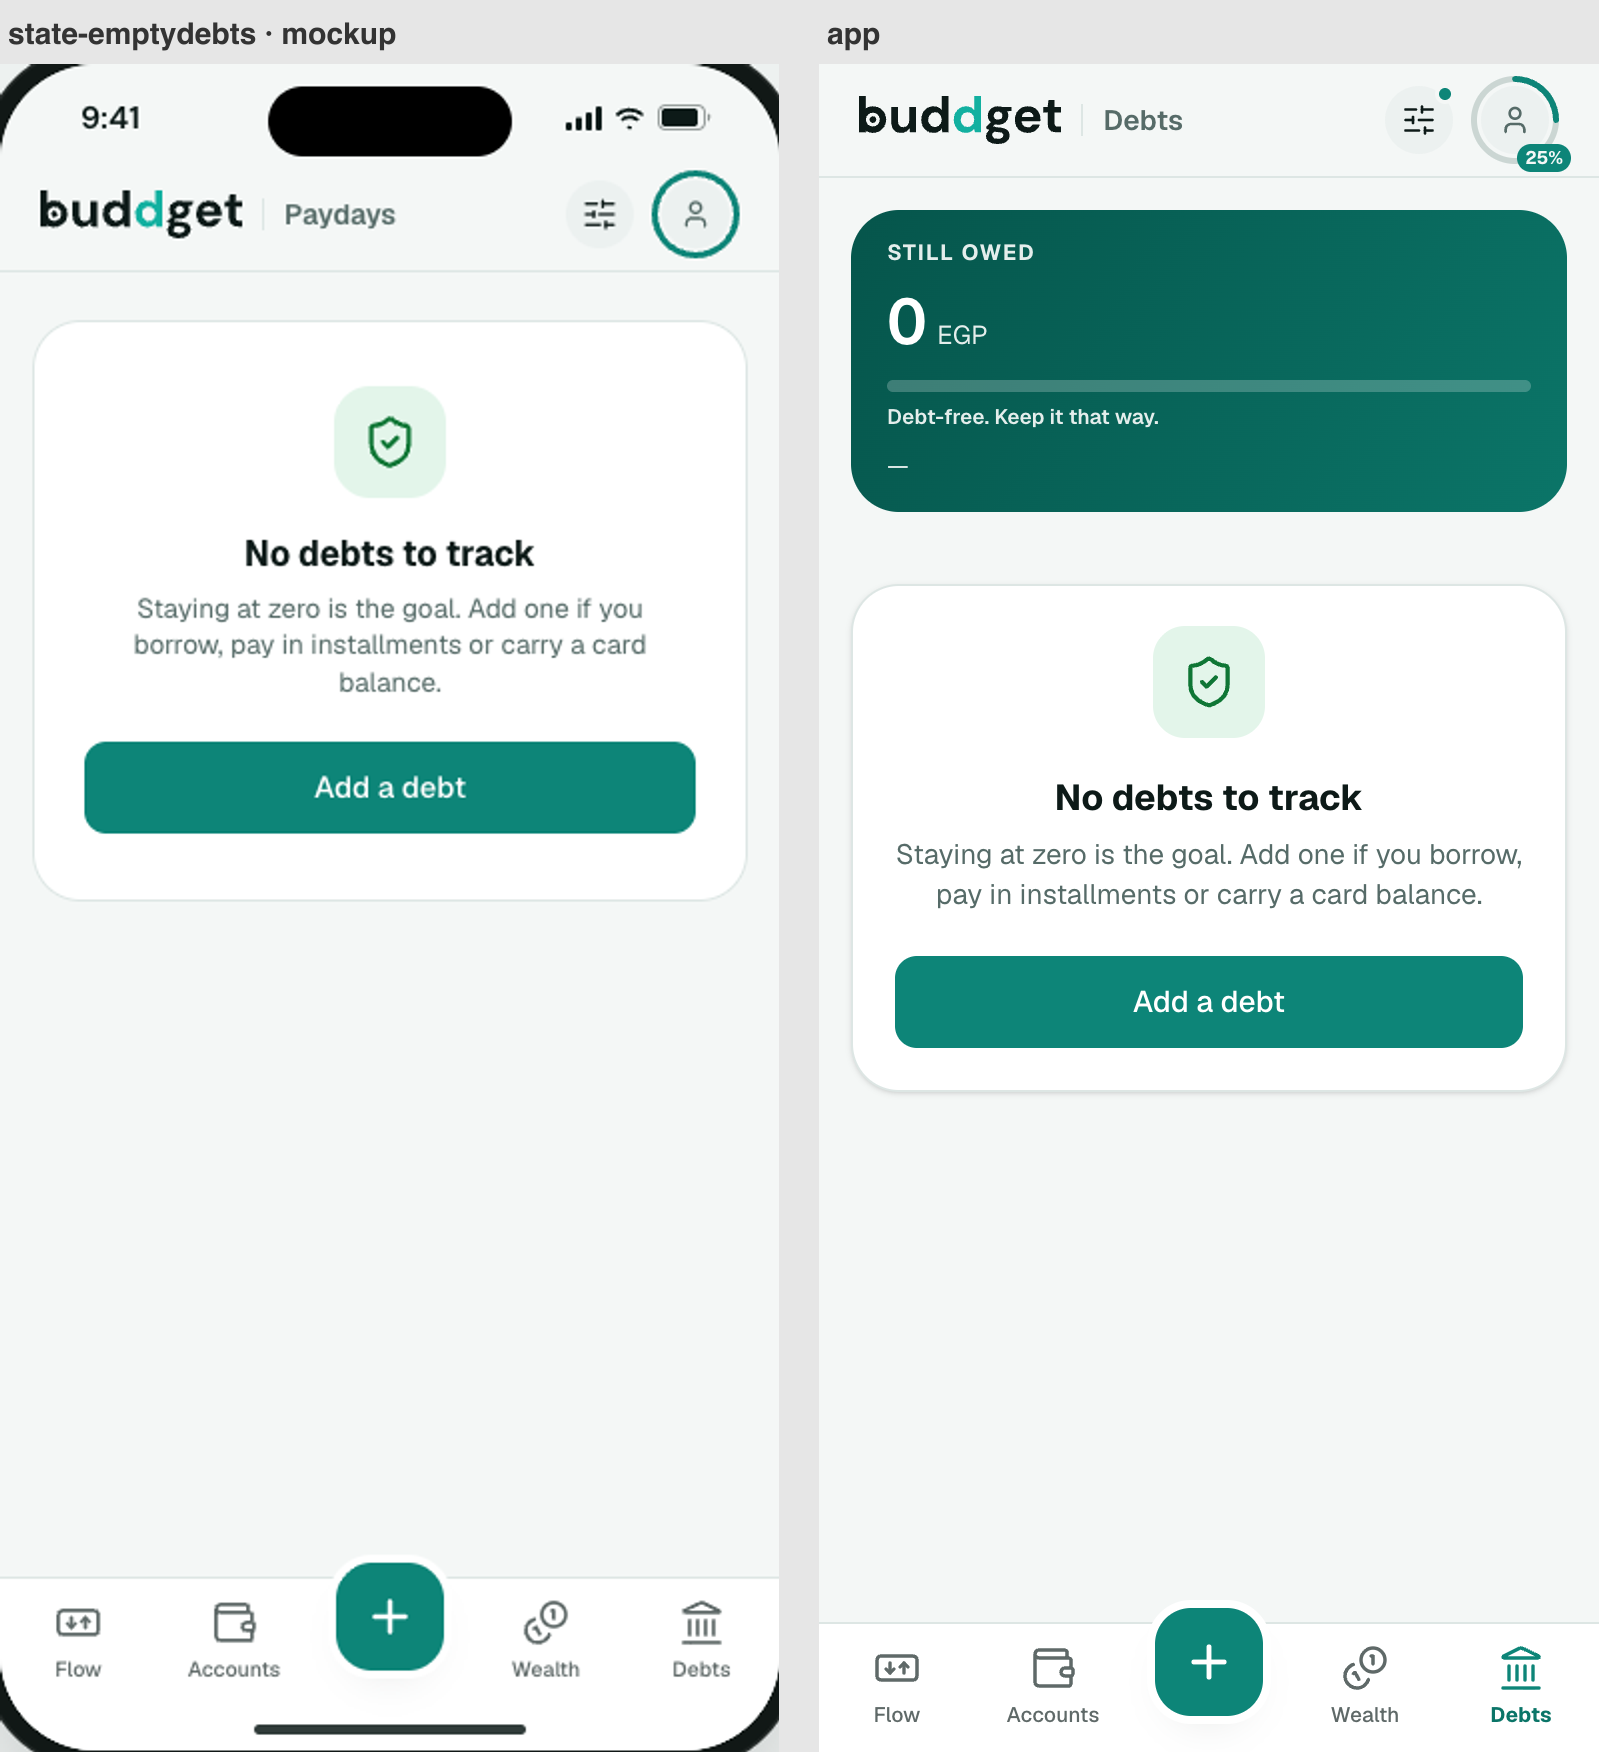 state-emptydebts · mockup
9:41
buddget
Paydays
No debts to track
Staying at zero is the goal. Add one if you
borrow, pay in installments or carry a card
balance.
Add a debt
Flow
Accounts
Wealth
Debts
app
buddget
Debts
25%
STILL OWED
0 EGP
Debt-free. Keep it that way.
—
No debts to track
Staying at zero is the goal. Add one if you borrow,
pay in installments or carry a card balance.
Add a debt
Flow
Accounts
Wealth
Debts